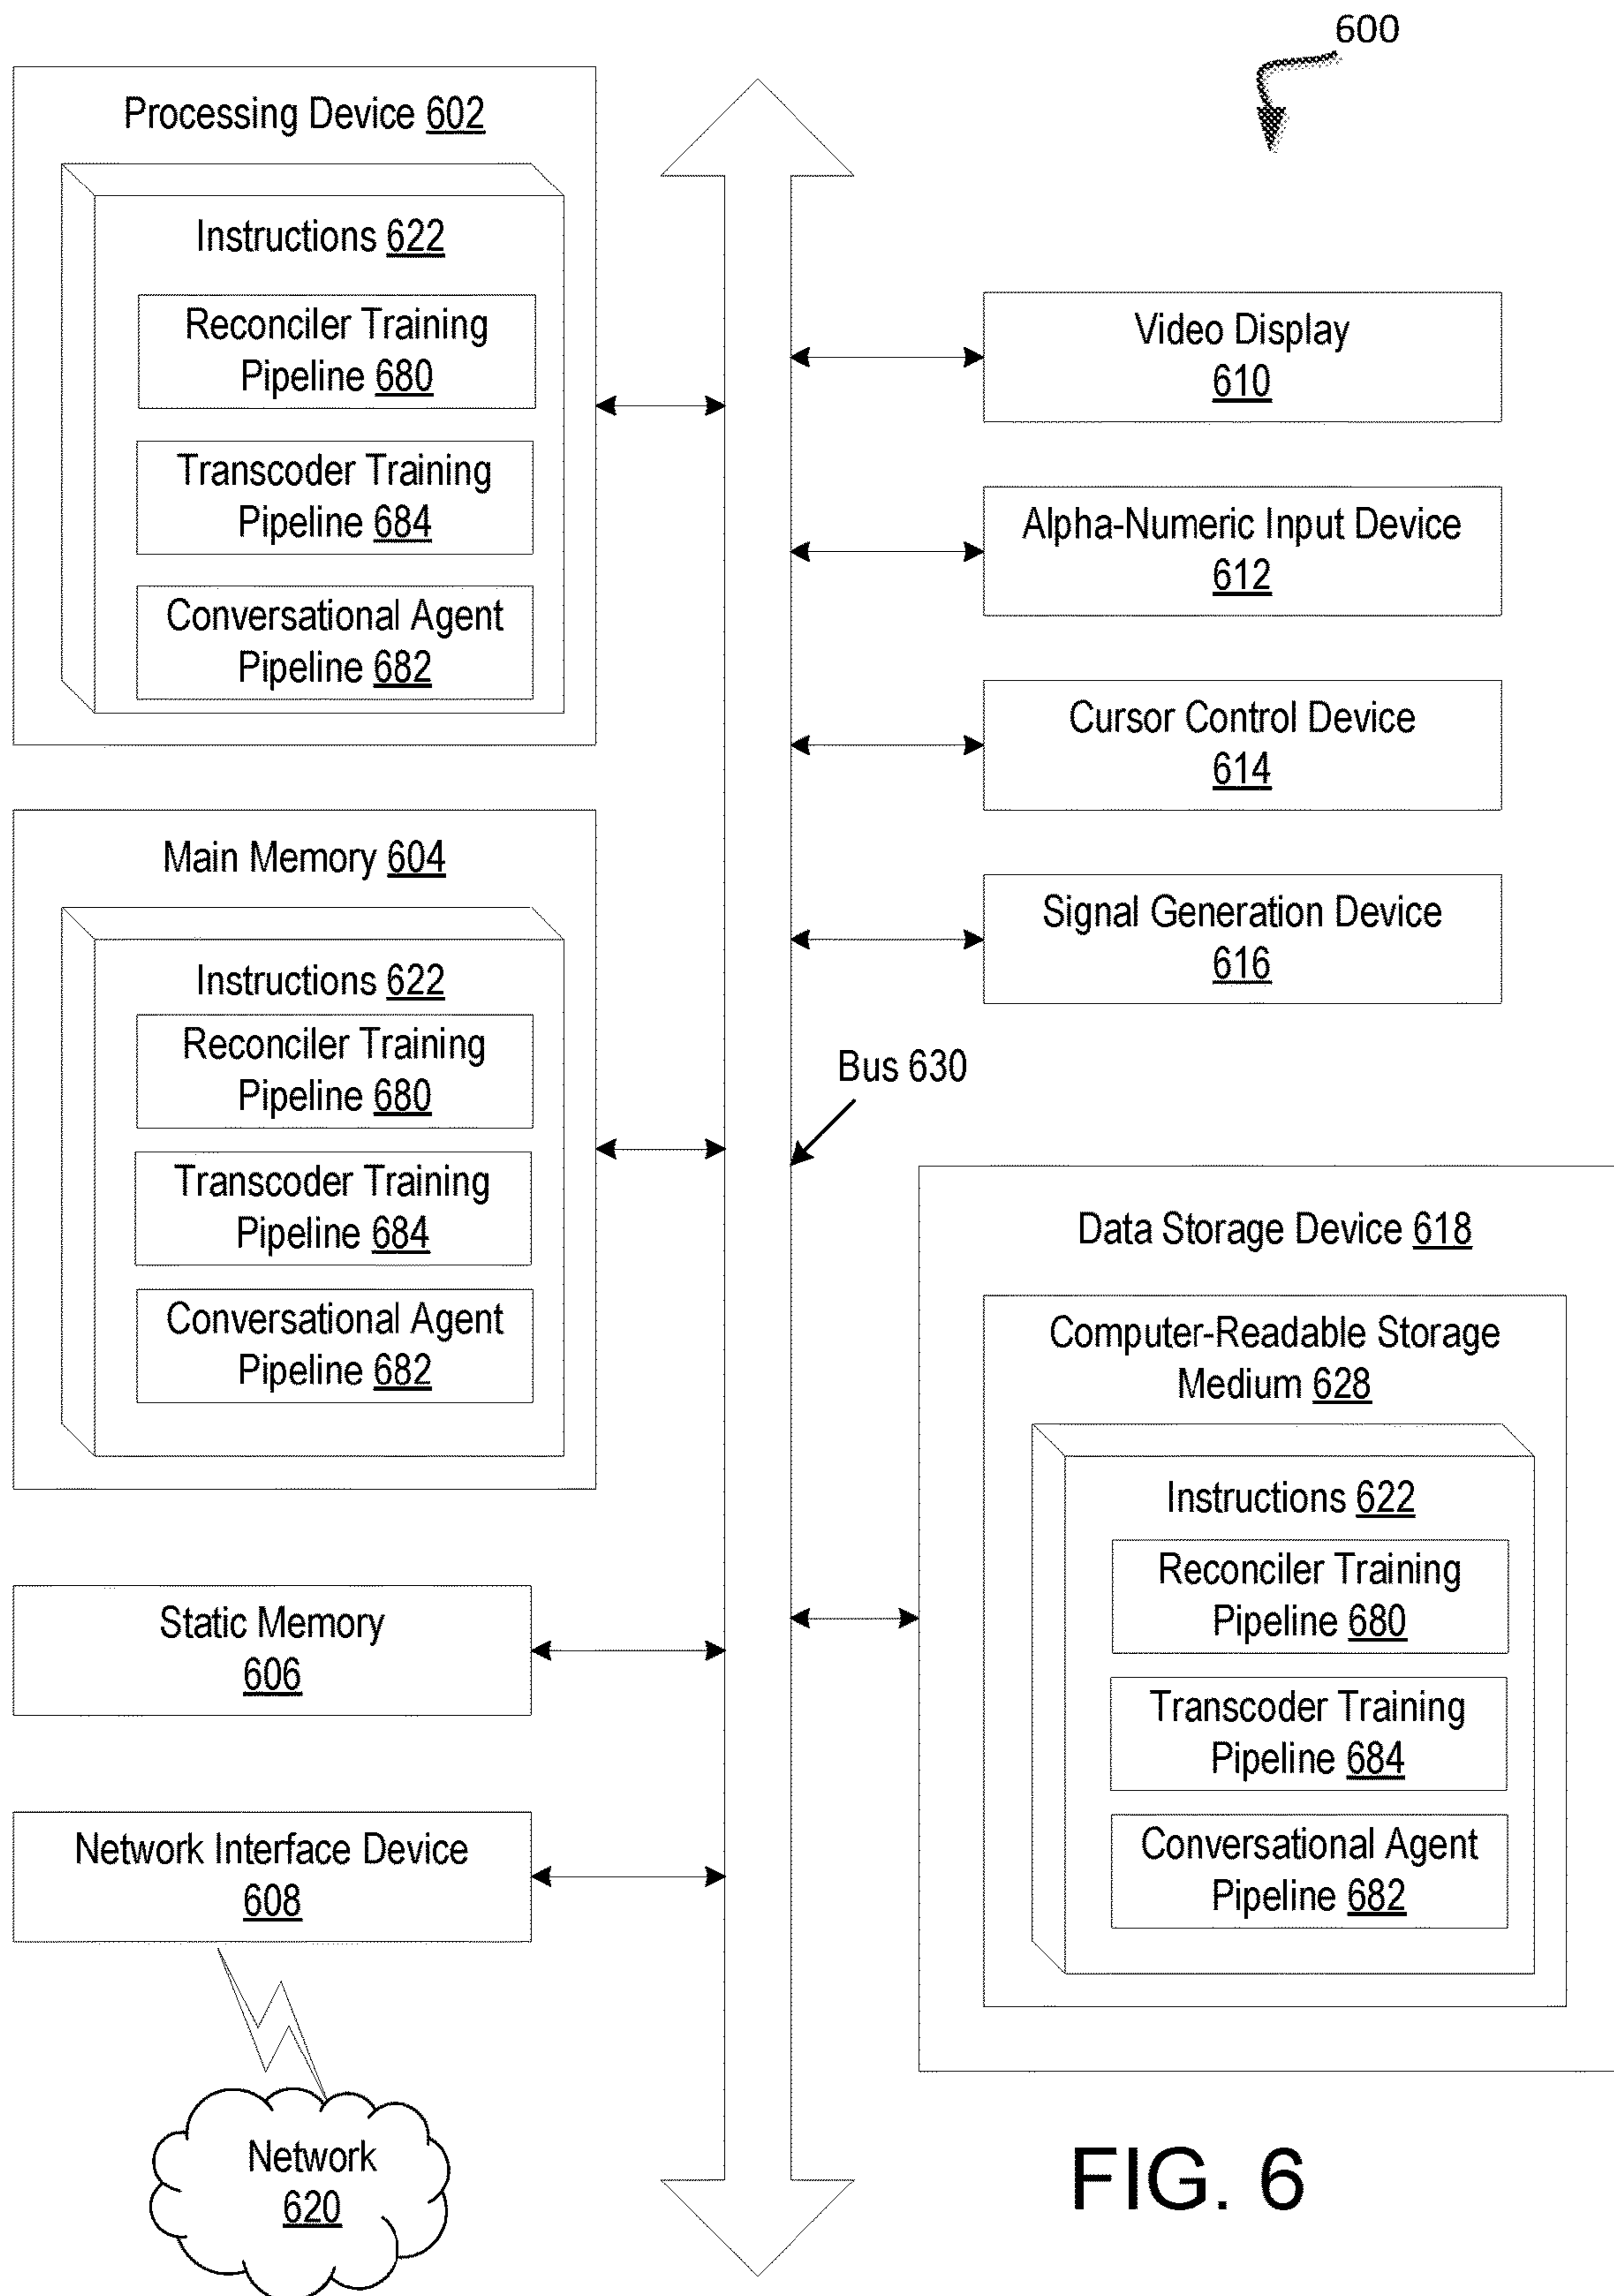 600
Processing Device 602
Instructions 622
Reconciler Training
Pipeline 680
Transcoder Training
Pipeline 684
Conversational Agent
Pipeline 682
Main Memory 604
Instructions 622
Reconciler Training
Pipeline 680
Transcoder Training
Pipeline 684
Conversational Agent
Pipeline 682
Static Memory
606
Network Interface Device
608
Network
620
Video Display
610
Alpha-Numeric Input Device
612
Cursor Control Device
614
Signal Generation Device
616
Bus 630
Data Storage Device 618
Computer-Readable Storage
Medium 628
Instructions 622
Reconciler Training
Pipeline 680
Transcoder Training
Pipeline 684
Conversational Agent
Pipeline 682
FIG. 6